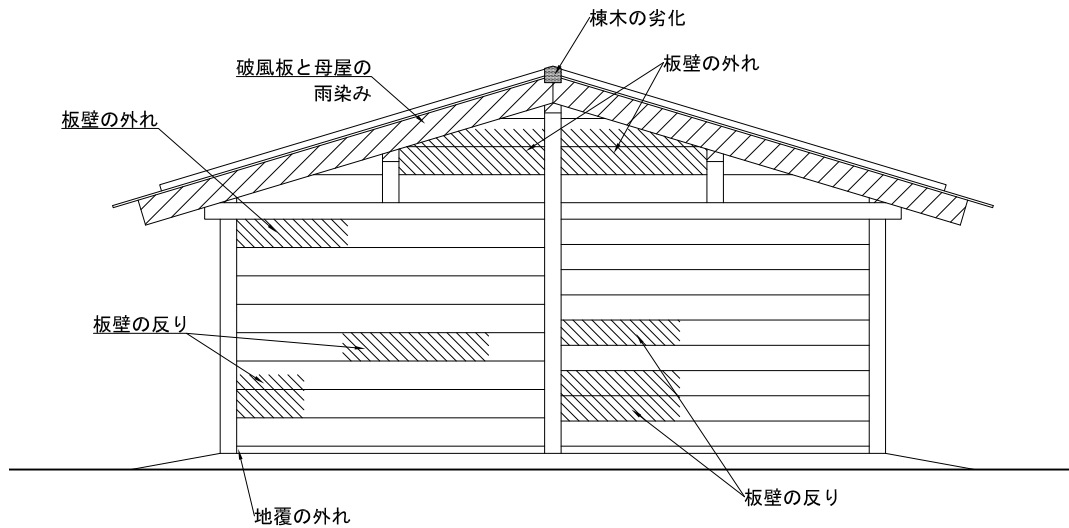 棟木の劣化
破風板と母屋の
雨染み
板壁の外れ
板壁の外れ
板壁の反り
板壁の反り
地覆の外れ